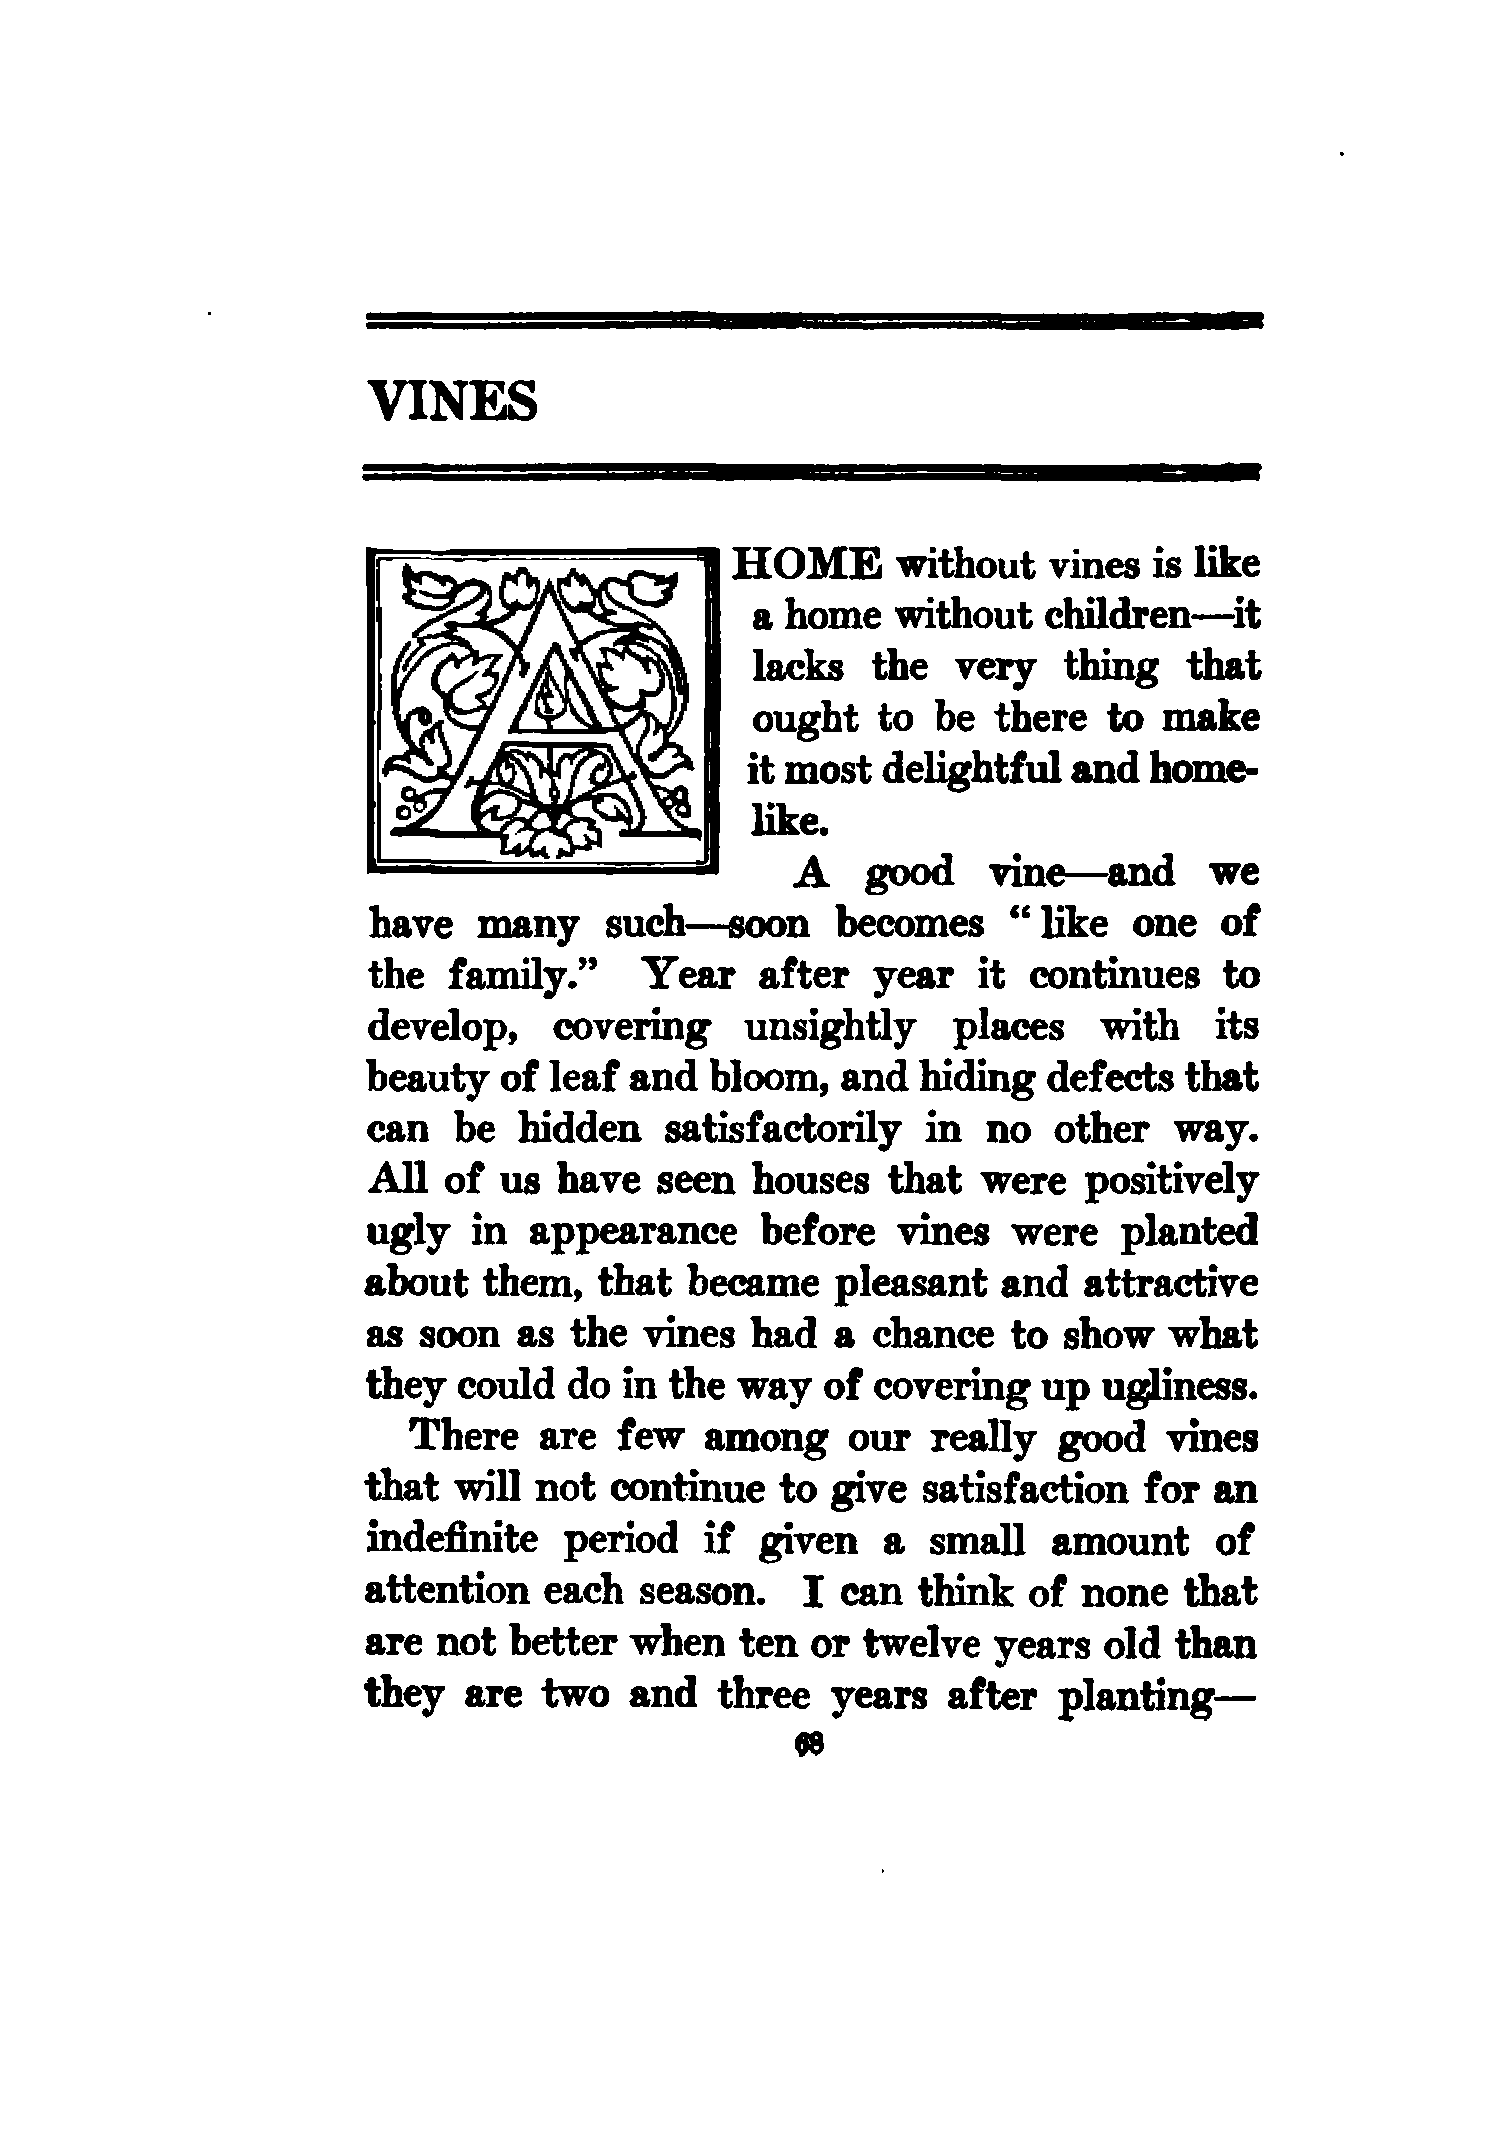 VINES
A HOME without vines is like
a home without children—it
lacks the very thing that
ought to be there to make
it most delightful and home-
like.
A good vine—and we
have many such—soon becomes “like one of
the family.” Year after year it continues to
develop, covering unsightly places with its
beauty of leaf and bloom, and hiding defects that
can be hidden satisfactorily in no other way.
All of us have seen houses that were positively
ugly in appearance before vines were planted
about them, that became pleasant and attractive
as soon as the vines had a chance to show what
they could do in the way of covering up ugliness.
There are few among our really good vines
that will not continue to give satisfaction for an
indefinite period if given a small amount of
attention each season. I can think of none that
are not better when ten or twelve years old than
they are two and three years after planting—